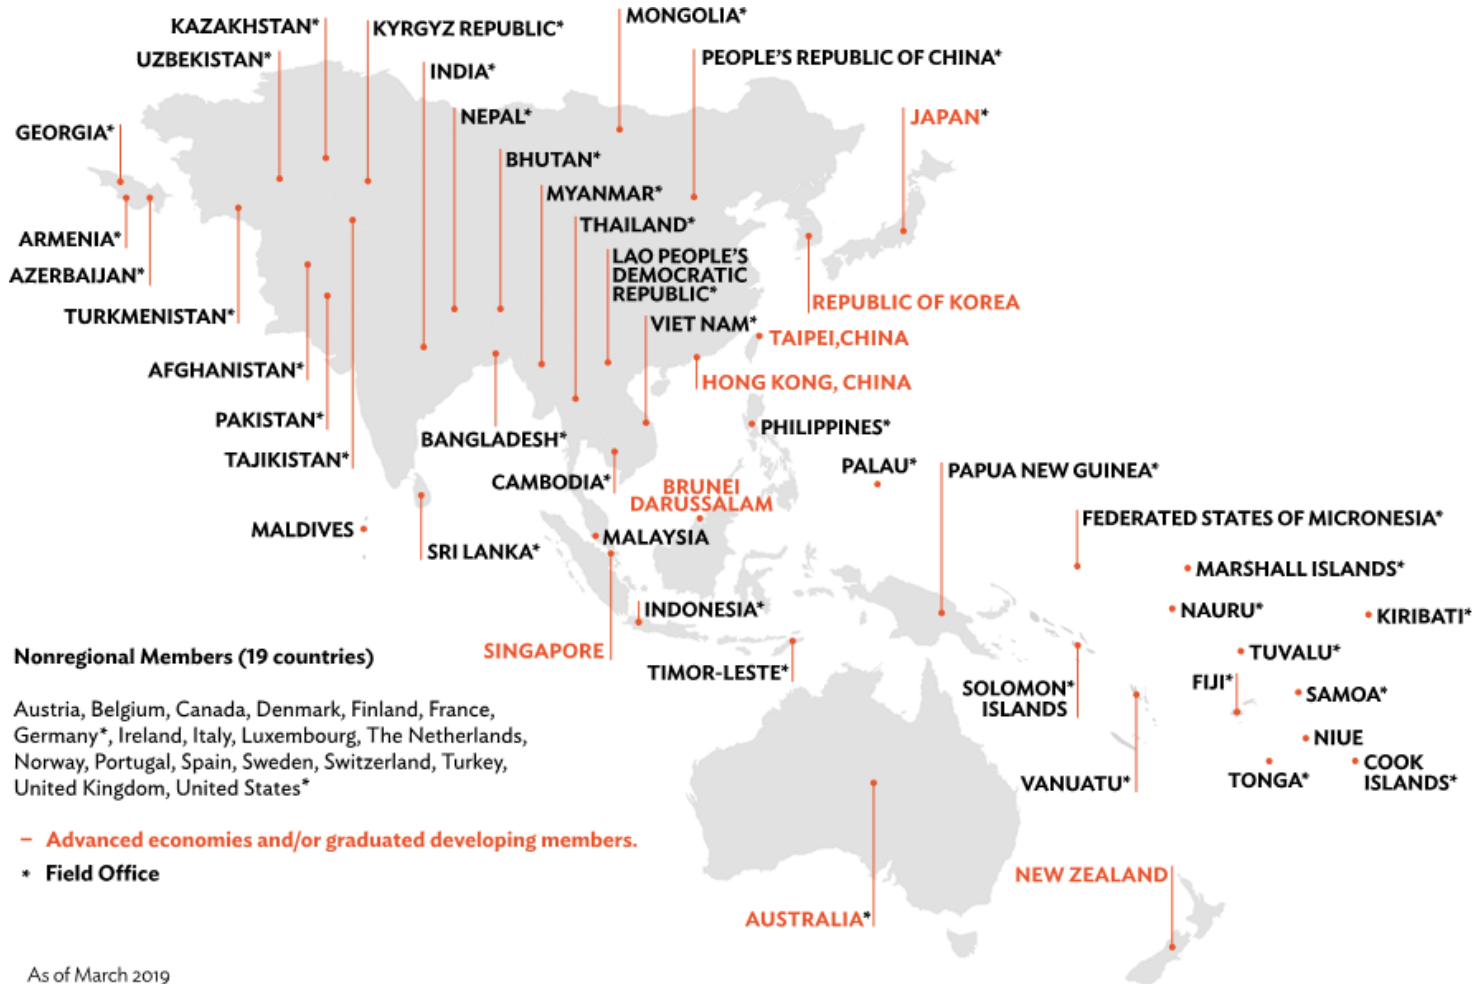 MONGOLIA*
KAZAKHSTAN*
KYRGYZ REPUBLIC*
UZBEKISTAN*
PEOPLE'S REPUBLIC OF CHINA*
INDIA*
NEPAL*
JAPAN*
GEORGIA*
BHUTAN*
MYANMAR*
THAILAND*
ARMENIA*
LAO PEOPLE'S
DEMOCRATIC
REPUBLIC*
AZERBAIJAN*
REPUBLIC OF KOREA
TURKMENISTAN*
VIET NAM*
TAIPEI,CHINA
AFGHANISTAN*
HONG KONG, CHINA
PAKISTAN*
PHILIPPINES*
BANGLADESH*
TAJIKISTAN*
PALAU*
PAPUA NEW GUINEA*
CAMBODIA*
BRUNEI
DARUSSALAM
FEDERATED STATES OF MICRONESIA*
MALDIVES
MALAYSIA
SRI LANKA*
MARSHALL ISLANDS*
INDONESIA*
NAURU*
KIRIBATI*
SINGAPORE
TUVALU*
TIMOR-LESTE*
FIJI*
SOLOMON*
ISLANDS
SAMOA*
NIUE
VANUATU*
TONGA*
COOK
ISLANDS*
Nonregional Members (19 countries)
Austria, Belgium, Canada, Denmark, Finland, France,
Germany*, Ireland, Italy, Luxembourg, The Netherlands,
Norway, Portugal, Spain, Sweden, Switzerland, Turkey,
United Kingdom, United States*
– Advanced economies and/or graduated developing members.
* Field Office
NEW ZEALAND
AUSTRALIA*
As of March 2019